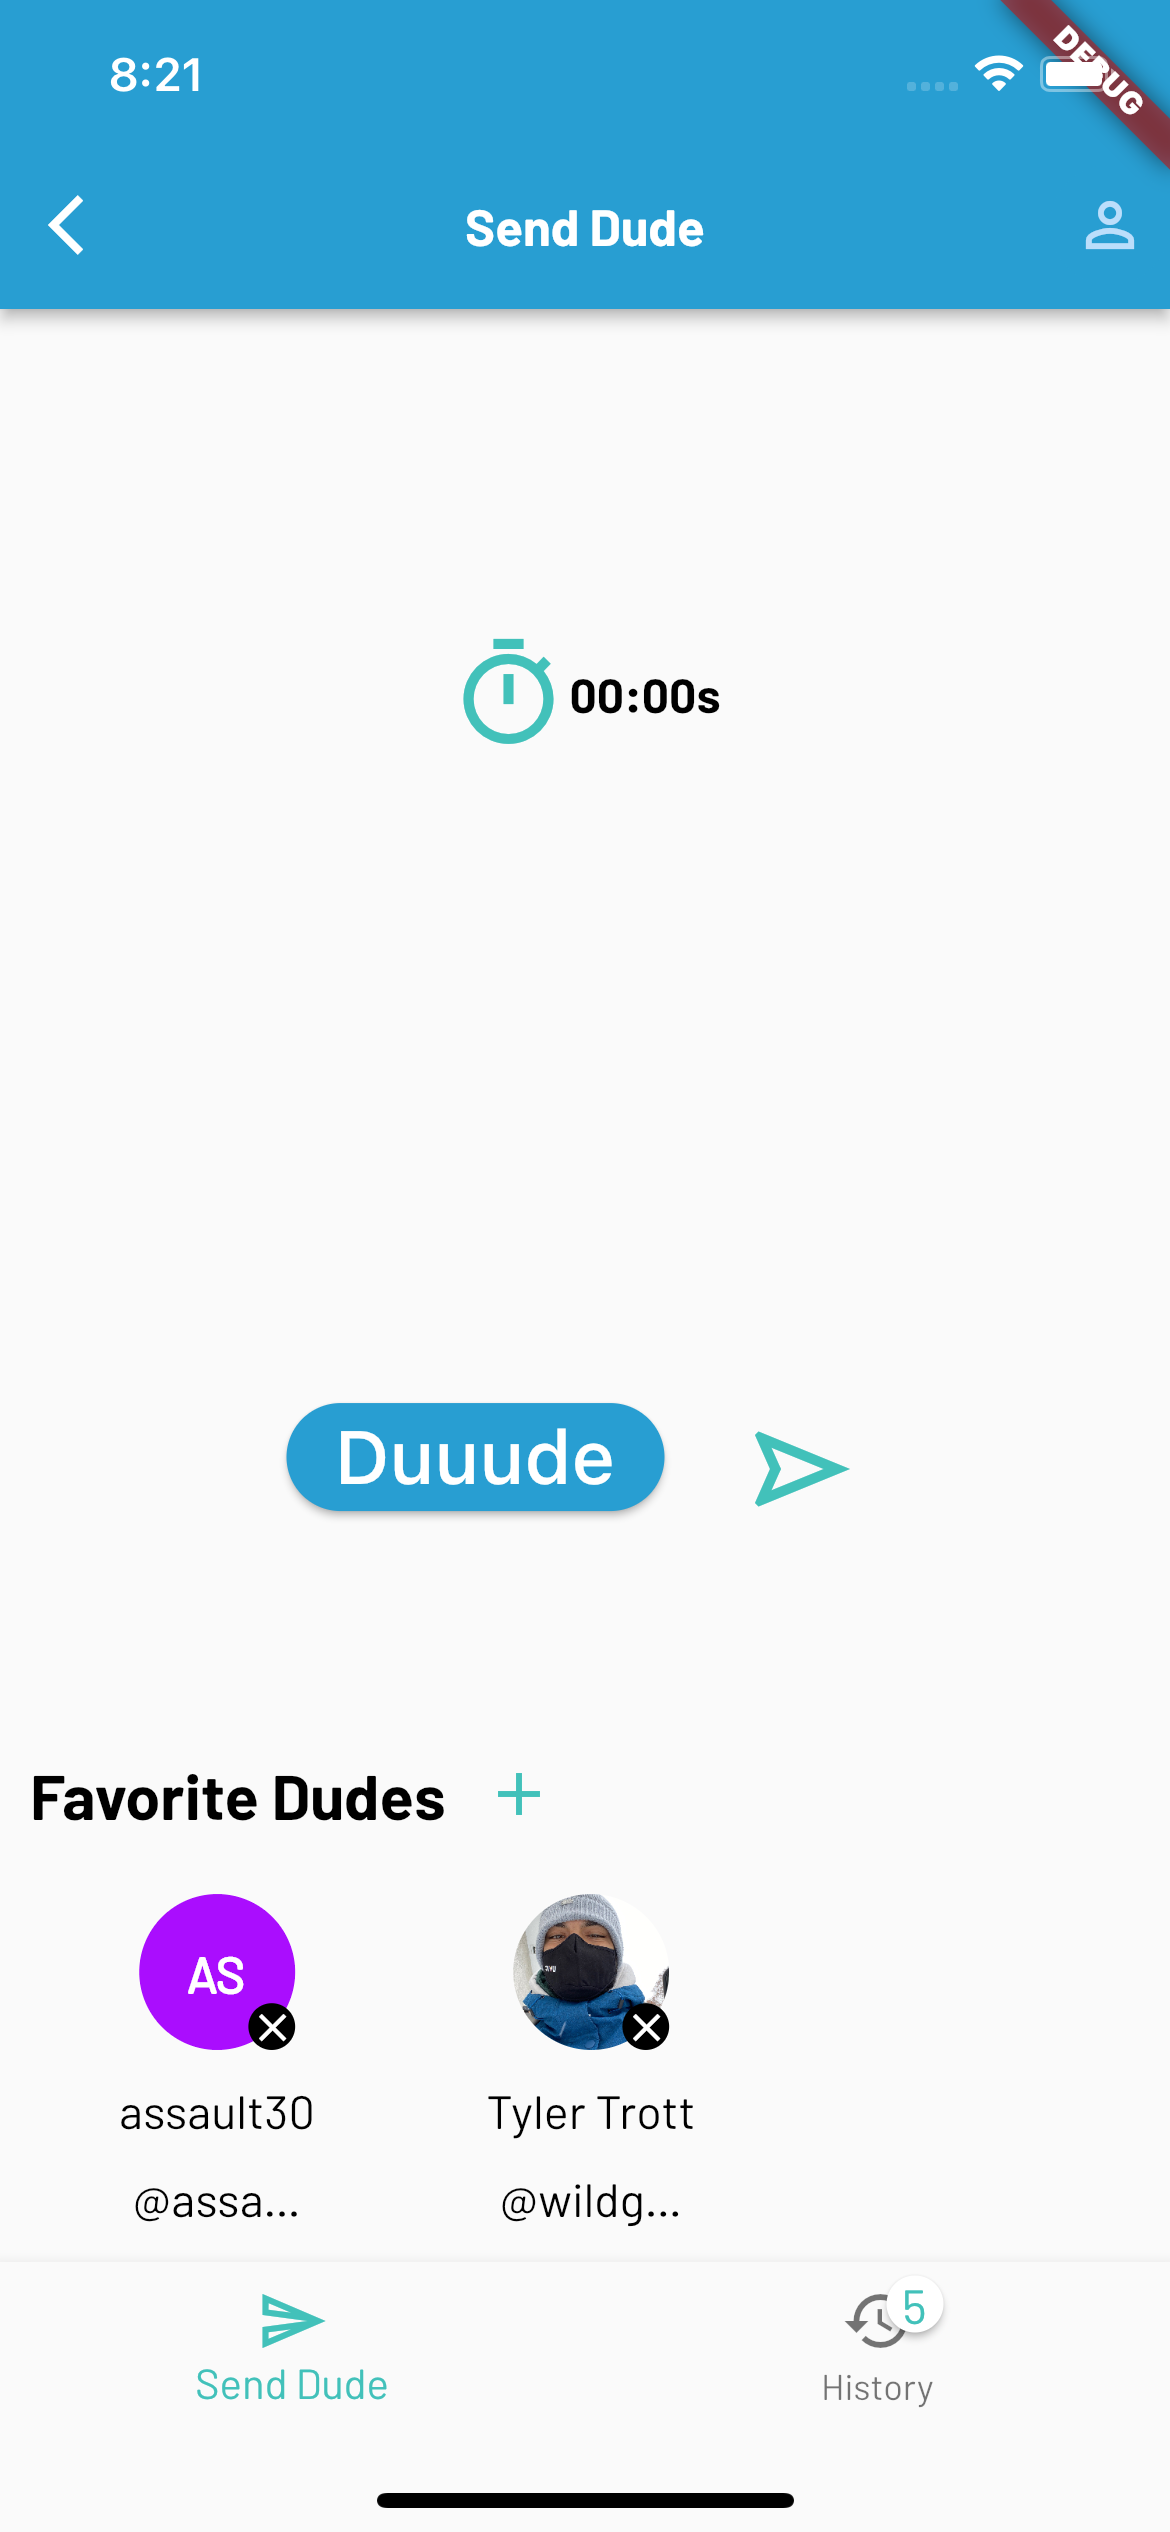 8:21
DEBUG
Send Dude
00:00s
Duuude
Favorite Dudes +
AS
assault30
Tyler Trott
@assa...
@wildg...
5
Send Dude
History